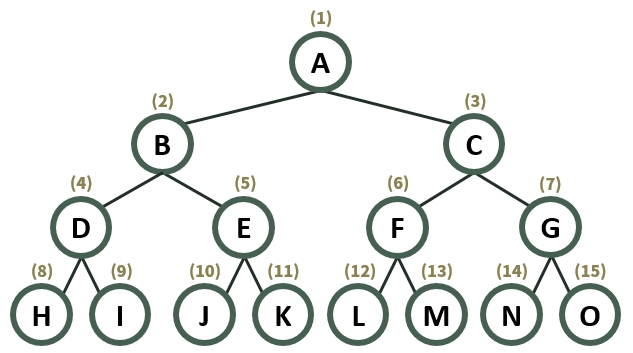 (1)
A
(2) (3)
B C
(4) (5) (6) (7)
D E F G
(8) (9) (10) (11) (12) (13) (14) (15)
H I J K L M N O